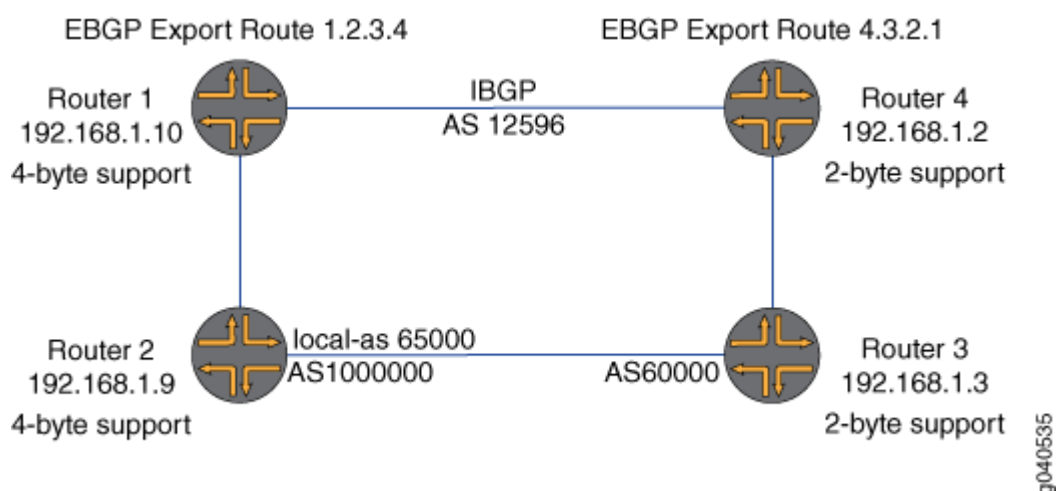 EBGP Export Route 1.2.3.4
EBGP Export Route 4.3.2.1
Router 1
192.168.1.10
4-byte support
IBGP
AS 12596
Router 4
192.168.1.2
2-byte support
Router 2
192.168.1.9
4-byte support
local-as 65000
AS1000000
AS60000
Router 3
192.168.1.3
2-byte support
g040535